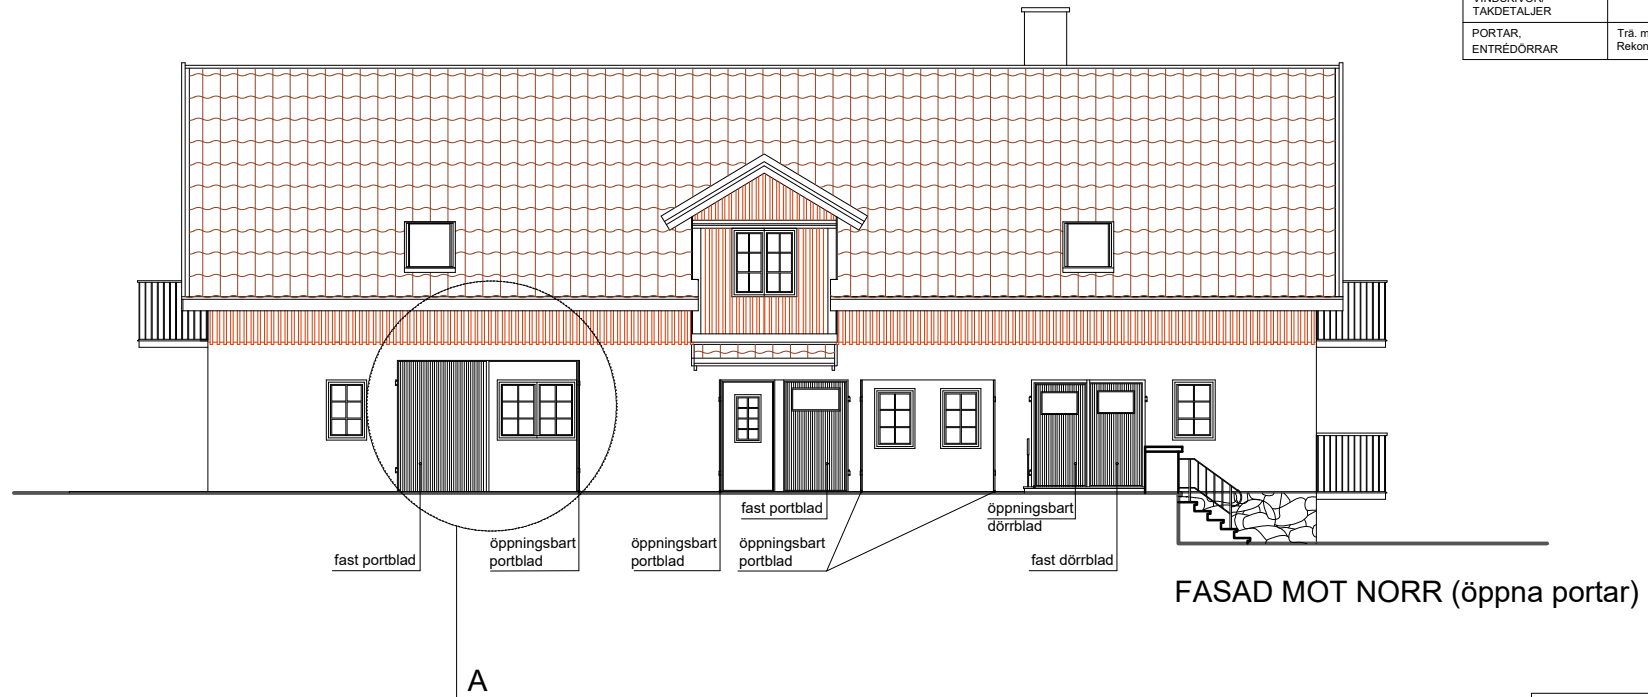 TAKDETALJER
PORTAR,
ENTRÉDÖRRAR
Trä. m
fast portblad
öppningsbart
dörrblad
öppningsbart
portblad
öppningsbart
portblad
öppningsbart
portblad
fast portblad
fast dörrblad
FASAD MOT NORR (öppna portar)
A